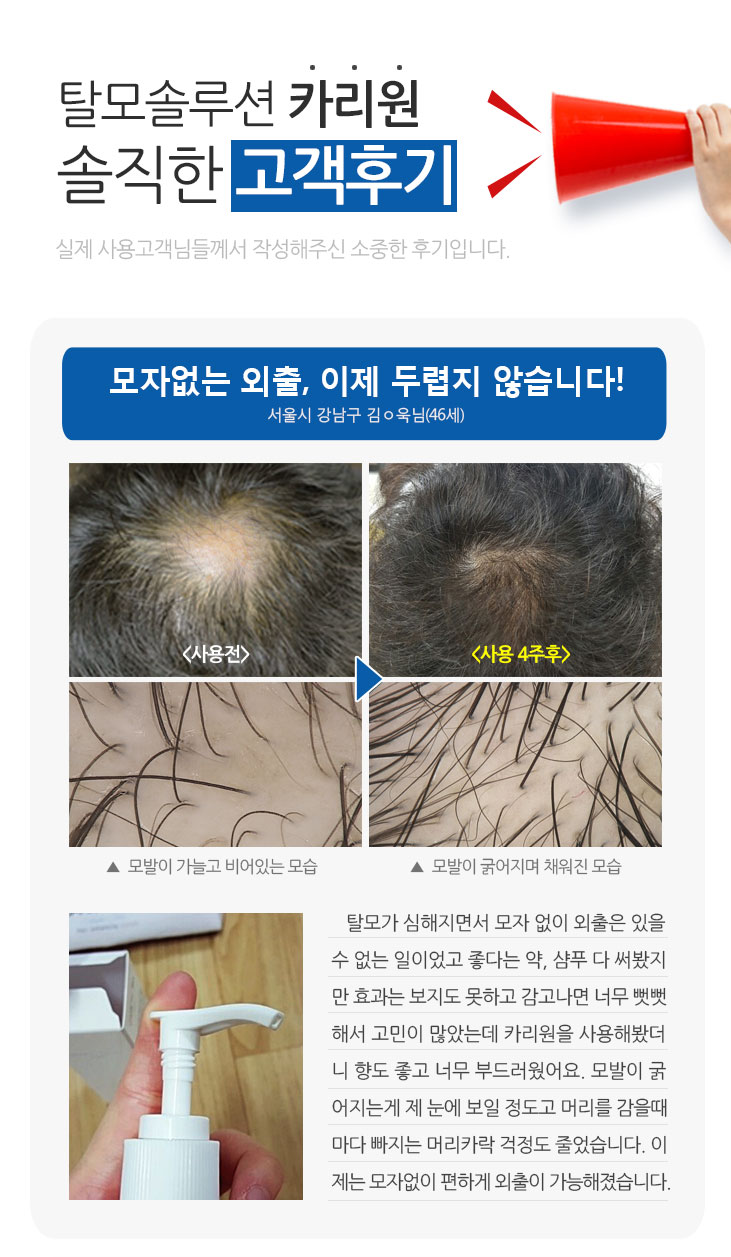 탈모솔루션 카리원
솔직한 고객후기
실제 사용고객님들께서 작성해주신 소중한 후기입니다.
모자없는 외출, 이제 두렵지 않습니다!
서울시 강남구 김ㅇ욱님(46세)
<사용전>
<사용 4주후>
▲ 모발이 가늘고 비어있는 모습
▲ 모발이 굵어지며 채워진 모습
탈모가 심해지면서 모자 없이 외출은 있을
수 없는 일이었고 좋다는 약, 샴푸 다 써봤지
만 효과는 보지도 못하고 감고나면 너무 뻣뻣
해서 고민이 많았는데 카리원을 사용해봤더
니 향도 좋고 너무 부드러웠어요. 모발이 굵
어지는게 제 눈에 보일 정도고 머리를 감을때
마다 빠지는 머리카락 걱정도 줄었습니다. 이
제는 모자없이 편하게 외출이 가능해졌습니다.